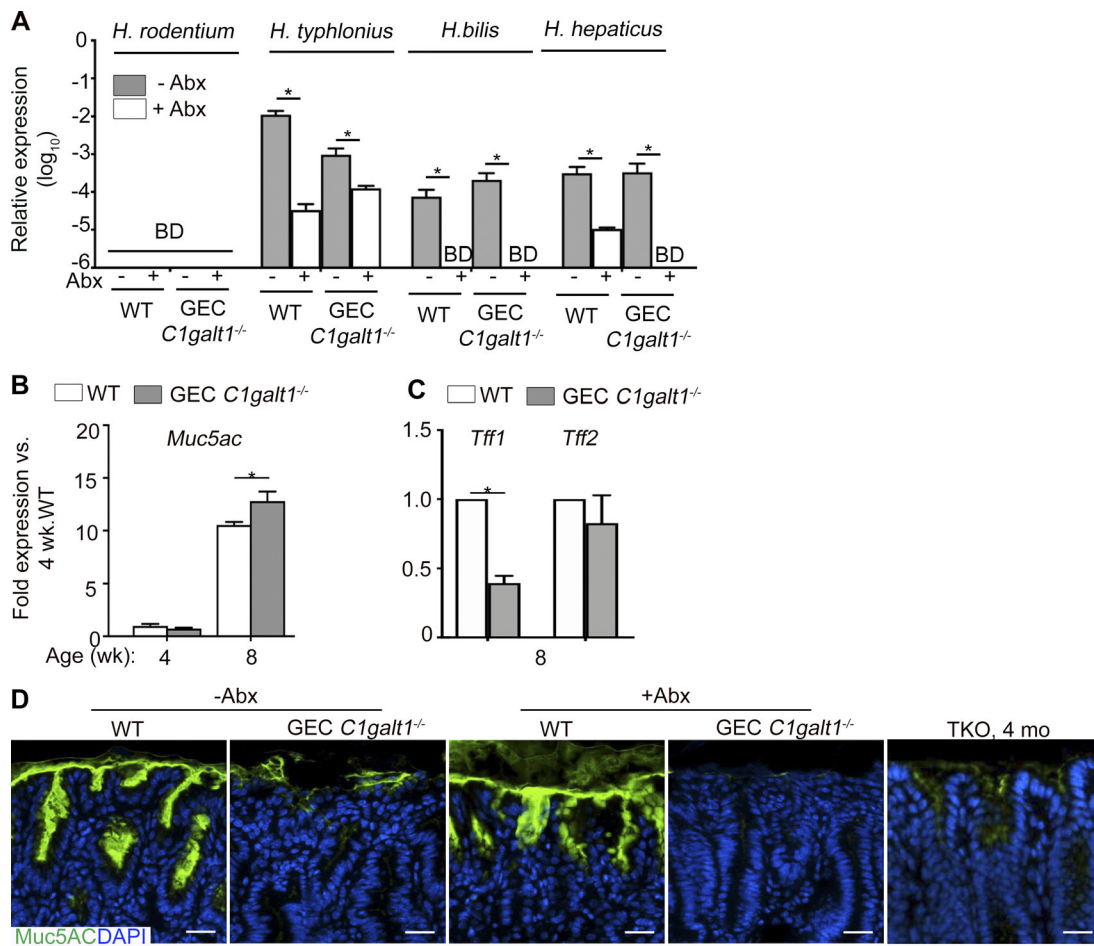 A
H. rodentium H. typhlonius H.bilis H. hepaticus
0
-1
-2
-3
-4
-5
-6
Relative expression
(log10)
- Abx
+ Abx
* * * * * *
BD BD BD BD
Abx - + - + - + - + - + - + - + - +
WT GEC WT GEC WT GEC WT GEC
C1galt1-/- C1galt1-/- C1galt1-/- C1galt1-/-
B
WT GEC C1galt1-/-
20
15
10
5
0
Fold expression vs.
4 wk.WT
Muc5ac
*
Age (wk): 4 8
C
WT GEC C1galt1-/-
1.5
1.0
0.5
0
Tff1 Tff2
*
8
D
-Abx +Abx
WT GEC C1galt1-/- WT GEC C1galt1-/- TKO, 4 mo
Muc5ACDAPI